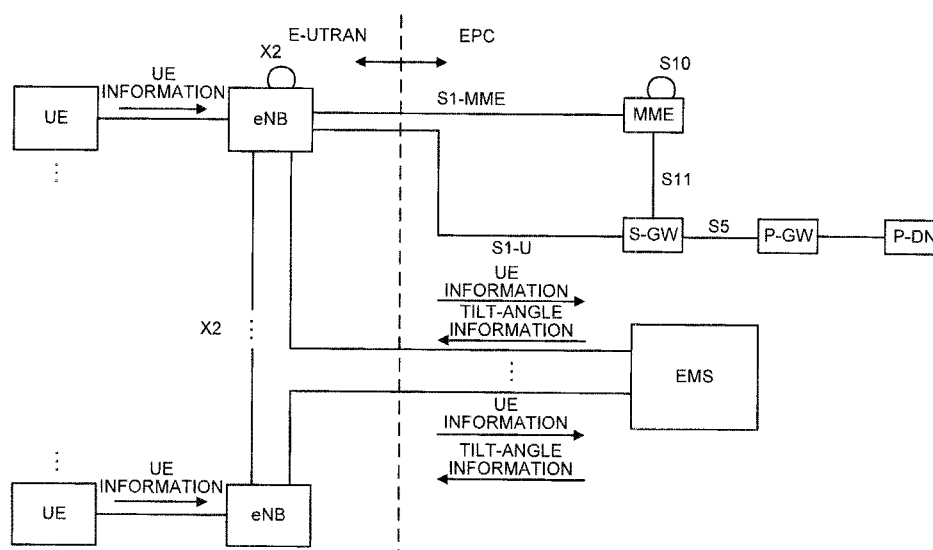 E-UTRAN
EPC
X2
S10
UE
INFORMATION
S1-MME
UE
eNB
MME
S11
S-GW
S5
P-GW
P-DN
S1-U
UE
INFORMATION
TILT-ANGLE
INFORMATION
X2
EMS
UE
INFORMATION
TILT-ANGLE
INFORMATION
UE
INFORMATION
UE
eNB